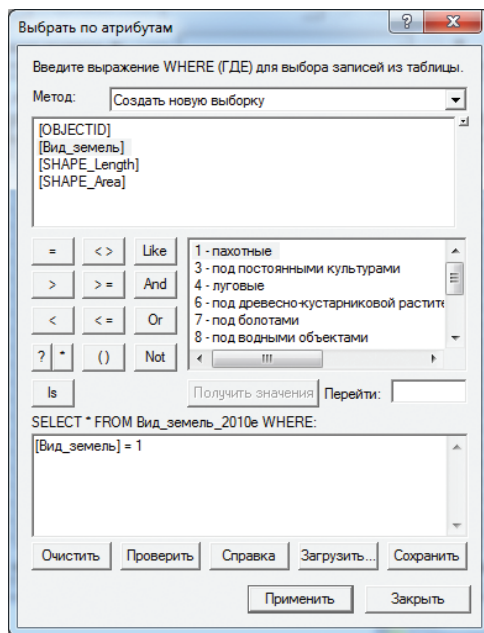 Выбрать по атрибутам
Введите выражение WHERE (ГДЕ) для выбора записей из таблицы.
Метод: Создать новую выборку
[OBJECTID]
[Вид_земель]
[SHAPE_Length]
[SHAPE_Area]
= < > Like
> > = And
< < = Or
? * () Not
Is
1 - пахотные
3 - под постоянными культурами
4 - луговые
6 - под древесно-кустарниковой растите
7 - под болотами
8 - под водными объектами
Получить значения Перейти:
SELECT * FROM Вид_земель_2010e WHERE:
[Вид_земель] = 1
Очистить Проверить Справка Загрузить... Сохранить
Применить Закрыть